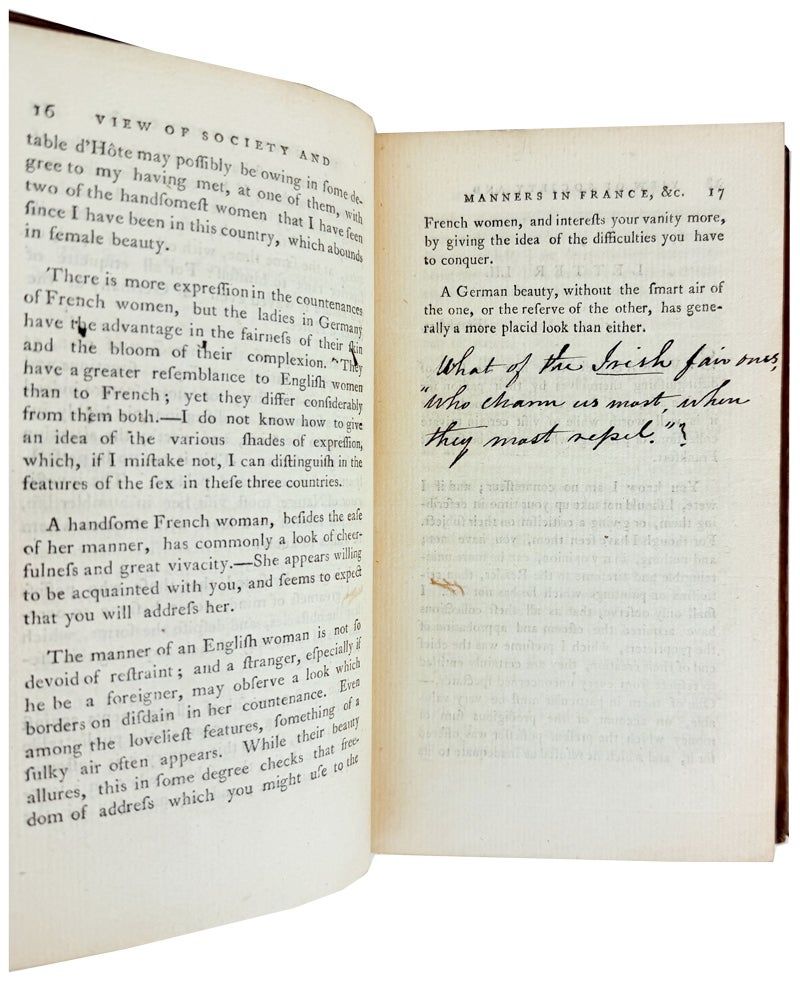 16 VIEW OF SOCIETY AND
table d'Hôte may poſſibly be owing in ſome de-
gree to my having met, at one of them, with
two of the handſomeſt women that I have ſeen
ſince I have been in this country, which abounds
in female beauty.
There is more expreſſion in the countenances
of French women, but the ladies in Germany
have the advantage in the fairneſs of their ſkin
and the bloom of their complexion. They
have a greater reſemblance to Engliſh women
than to French; yet they differ conſiderably
from them both.—I do not know how to give
an idea of the various ſhades of expreſſion,
which, if I miſtake not, I can diſtinguiſh in the
features of the ſex in theſe three countries.
A handſome French woman, beſides the eaſe
of her manner, has commonly a look of cheer-
fulneſs and great vivacity.—She appears willing
to be acquainted with you, and ſeems to expect
that you will addreſs her.
The manner of an Engliſh woman is not ſo
devoid of reſtraint; and a ſtranger, eſpecially if
he be a foreigner, may obſerve a look which
borders on diſdain in her countenance. Even
among the lovelieſt features, ſomething of a
ſulky air often appears. While their beauty
allures, this in ſome degree checks that free-
dom of addreſs which you might uſe to the
MANNERS IN FRANCE, &c. 17
French women, and intereſts your vanity more,
by giving the idea of the difficulties you have
to conquer.
A German beauty, without the ſmart air of
the one, or the reſerve of the other, has gene-
rally a more placid look than either.
What of the Irish fair ones,
"who charm us most, when
they most repel."?